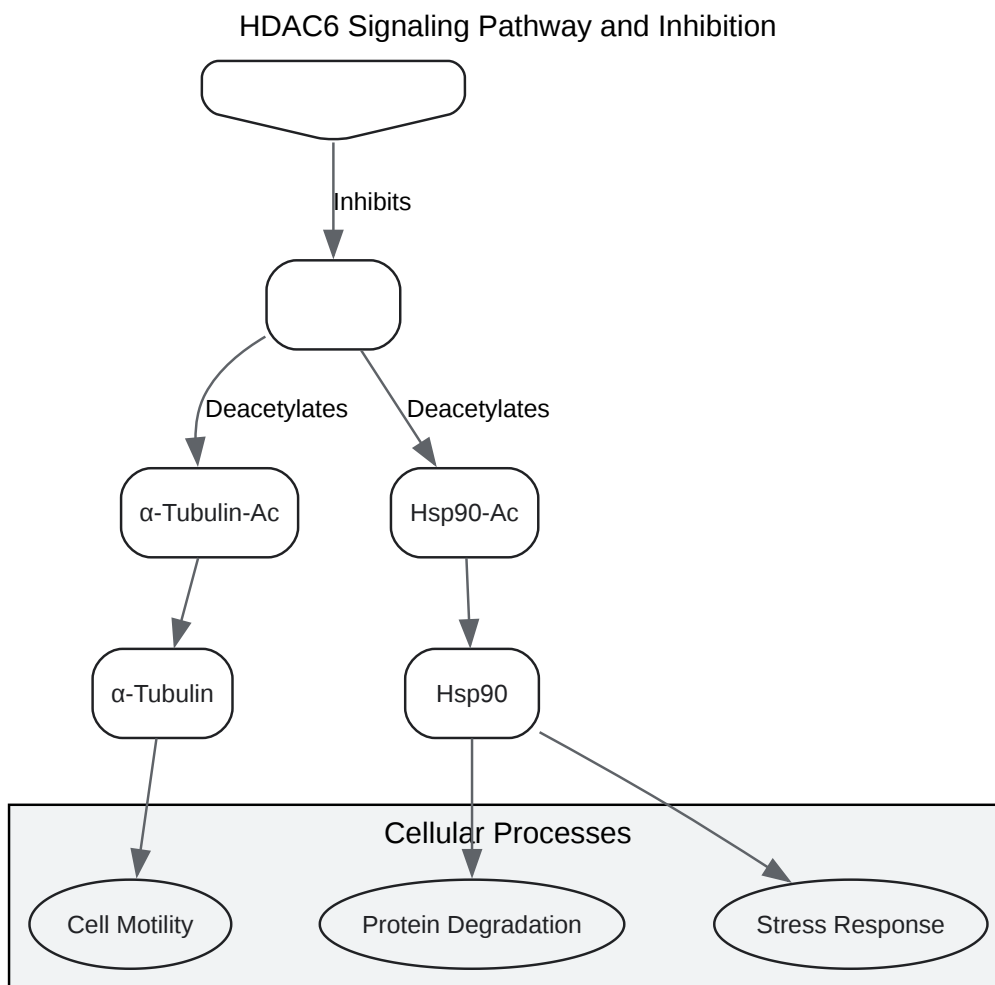 HDAC6 Signaling Pathway and Inhibition
Inhibits
Deacetylates
Deacetylates
α-Tubulin-Ac
Hsp90-Ac
α-Tubulin
Hsp90
Cellular Processes
Cell Motility
Protein Degradation
Stress Response